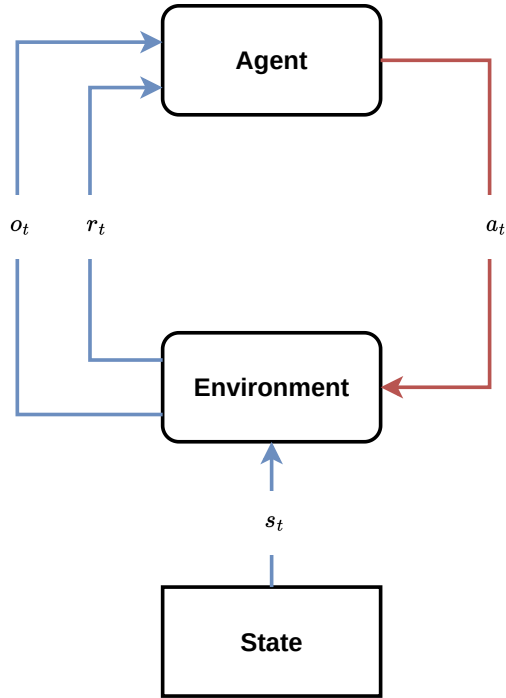 Agent
o_t
r_t
a_t
Environment
s_t
State